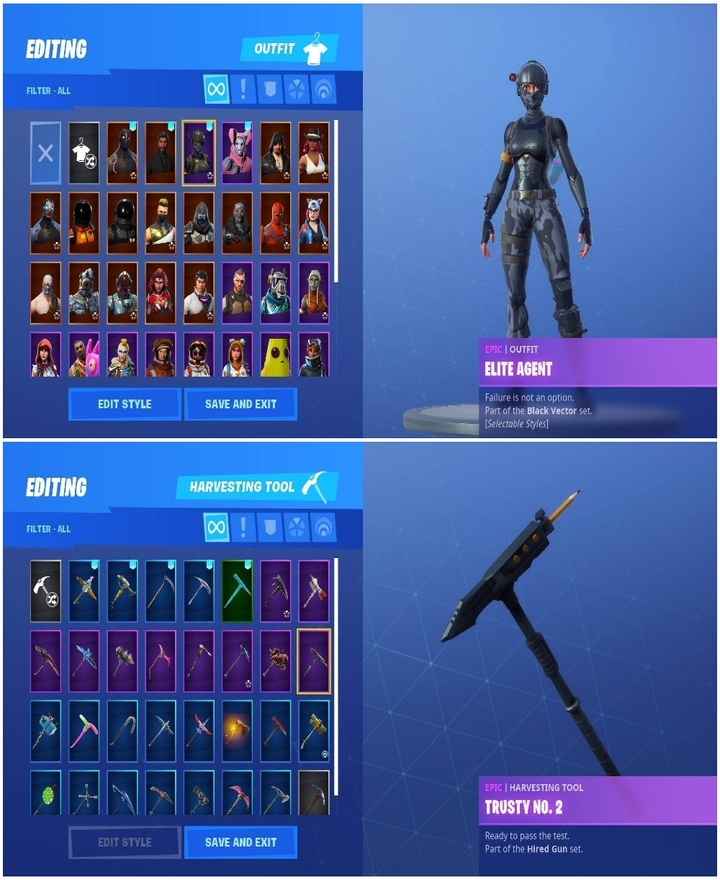 EDITING
OUTFIT
FILTER - ALL
EDIT STYLE
SAVE AND EXIT
EPIC | OUTFIT
ELITE AGENT
Failure is not an option.
Part of the Black Vector set.
[Selectable Styles]
EDITING
HARVESTING TOOL
FILTER - ALL
EDIT STYLE
SAVE AND EXIT
EPIC | HARVESTING TOOL
TRUSTY NO. 2
Ready to pass the test.
Part of the Hired Gun set.